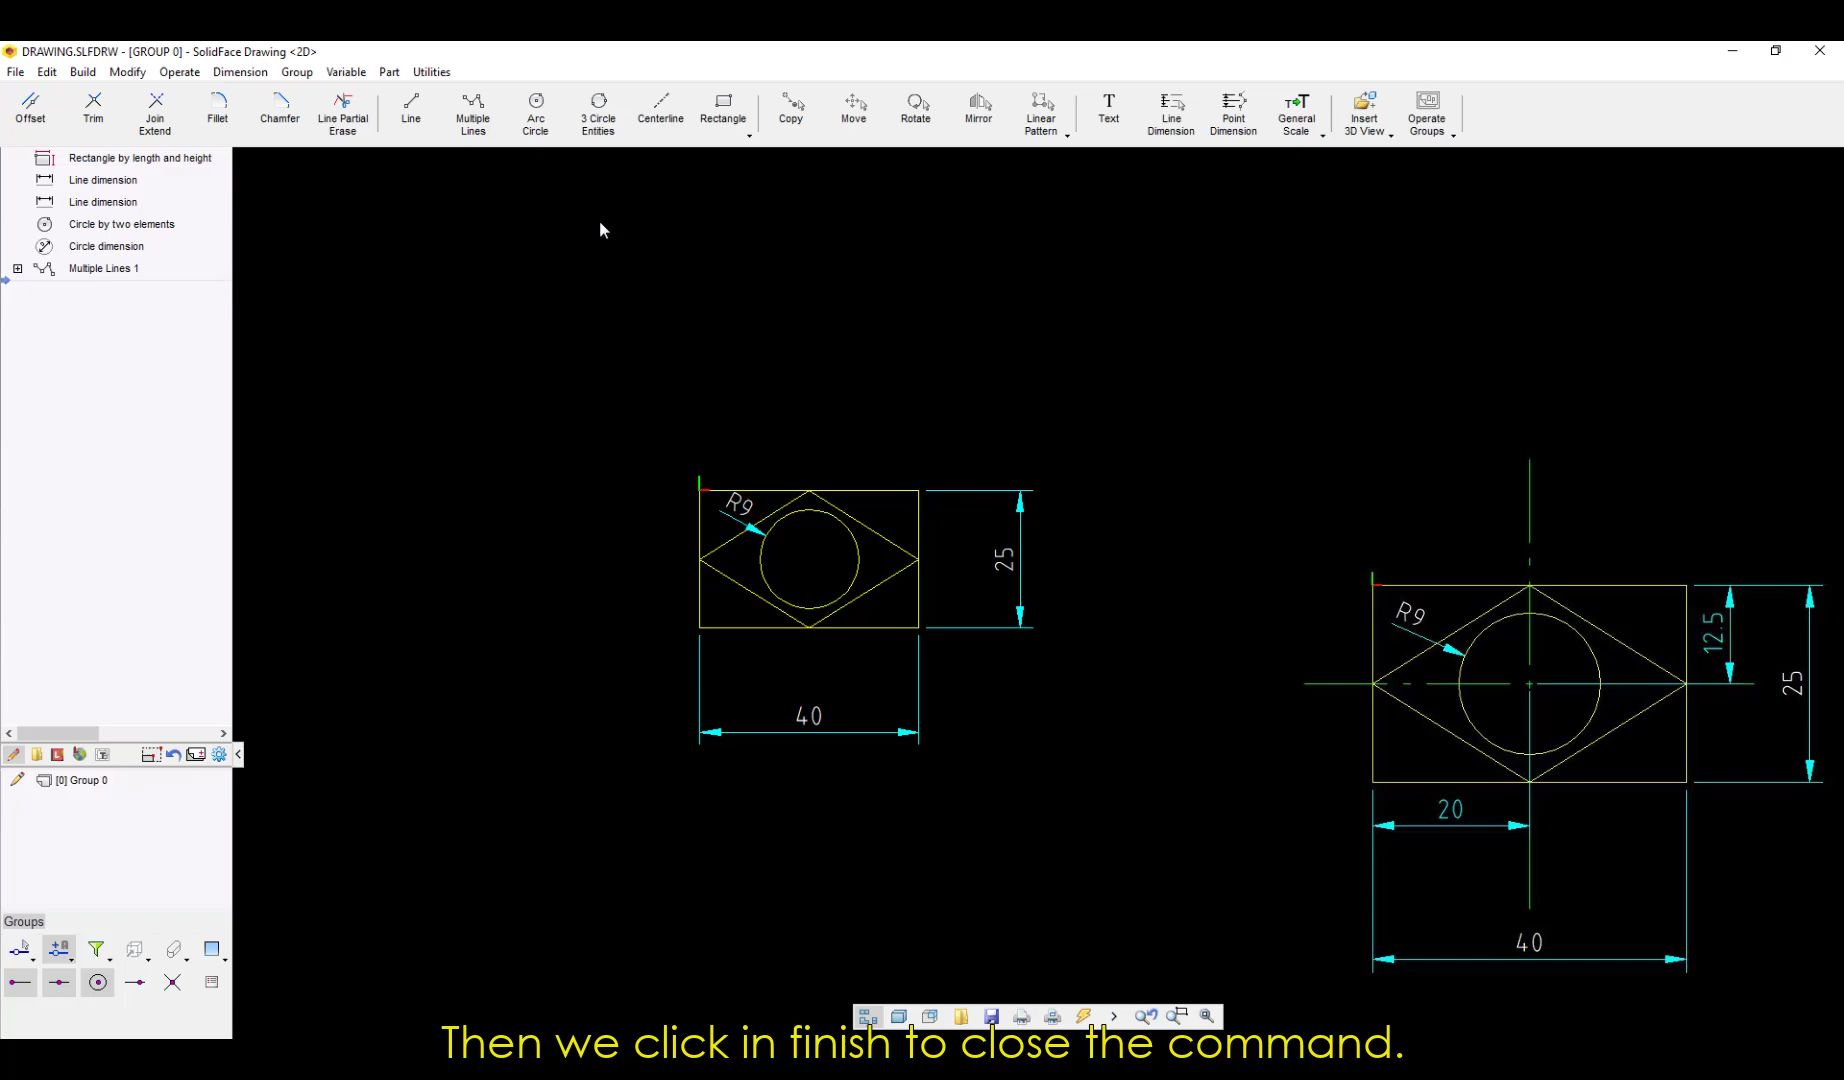 DRAWING.SLFDRW - [GROUP 0] - SolidFace Drawing <2D>
File Edit Build Modify Operate Dimension Group Variable Part Utilities
Offset Trim Join Extend Fillet Chamfer Line Partial Erase Line Multiple Lines Arc Circle 3 Circle Entities Centerline Rectangle Copy Move Rotate Mirror Linear Pattern Text Line Dimension Point Dimension General Scale Insert 3D View Operate Groups
Rectangle by length and height
Line dimension
Line dimension
Circle by two elements
Circle dimension
Multiple Lines 1
R9
25
40
R9
12.5
25
20
40
[0] Group 0
Groups
Then we click in finish to close the command.